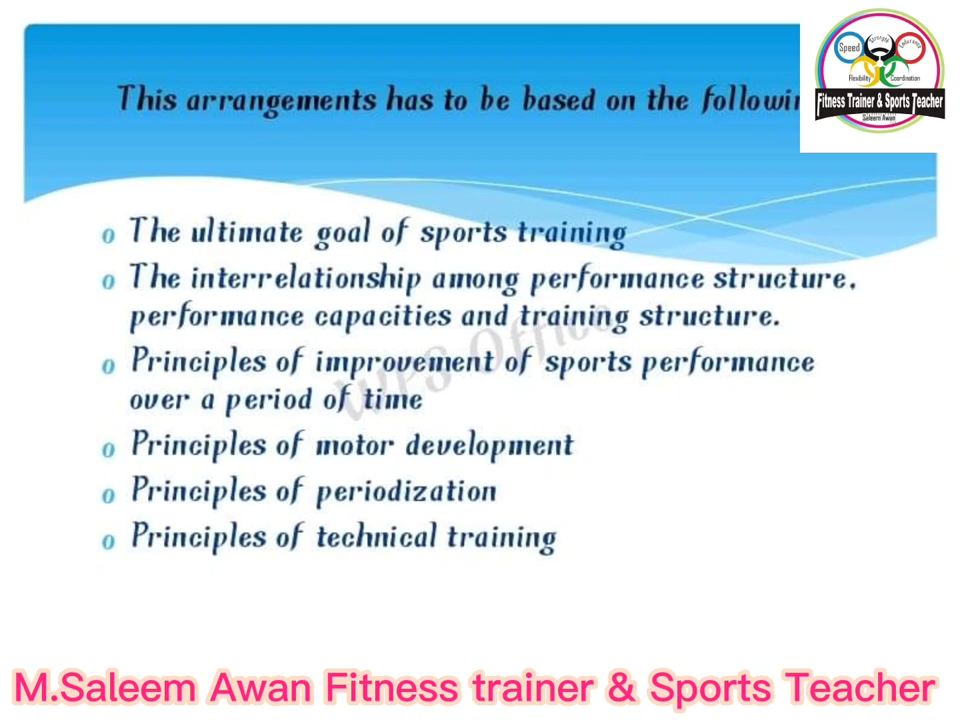 This arrangements has to be based on the
Speed
Strength
Endurance
Flexibility
Coordination
Fitness Trainer & Sports Teacher
Saleem Awan
o The ultimate goal of sports training
o The interrelationship among performance structure,
performance capacities and training structure.
o Principles of improvement of sports performance
over a period of time
o Principles of motor development
o Principles of periodization
o Principles of technical training
WPS Office
M.Saleem Awan Fitness trainer & Sports Teacher